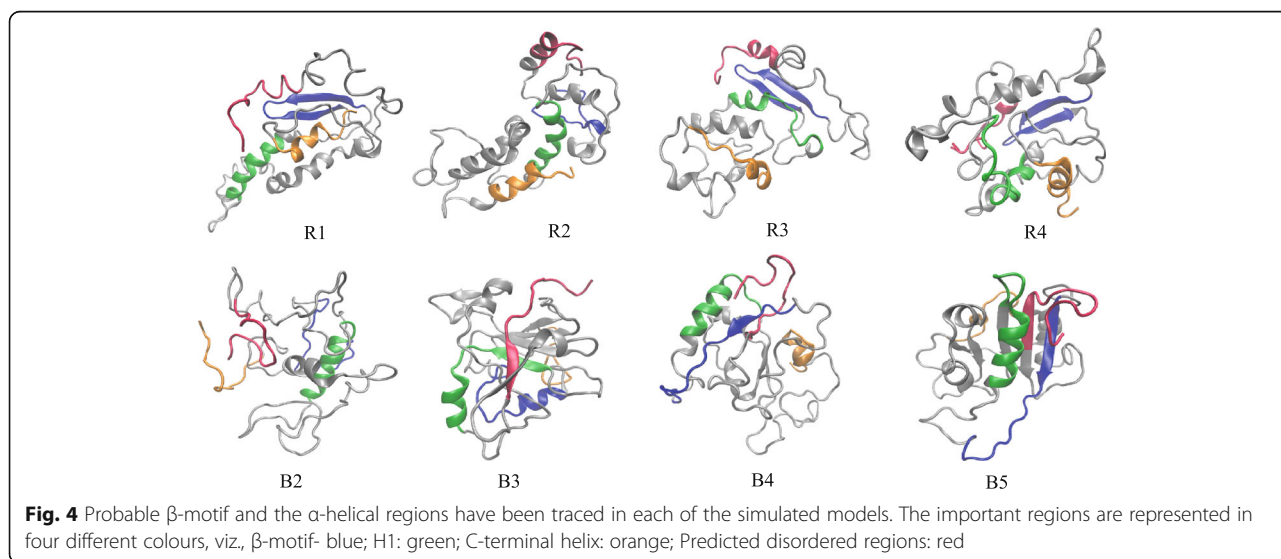 R1 R2 R3 R4
B2 B3 B4 B5
Fig. 4 Probable β-motif and the α-helical regions have been traced in each of the simulated models. The important regions are represented in
four different colours, viz., β-motif- blue; H1: green; C-terminal helix: orange; Predicted disordered regions: red